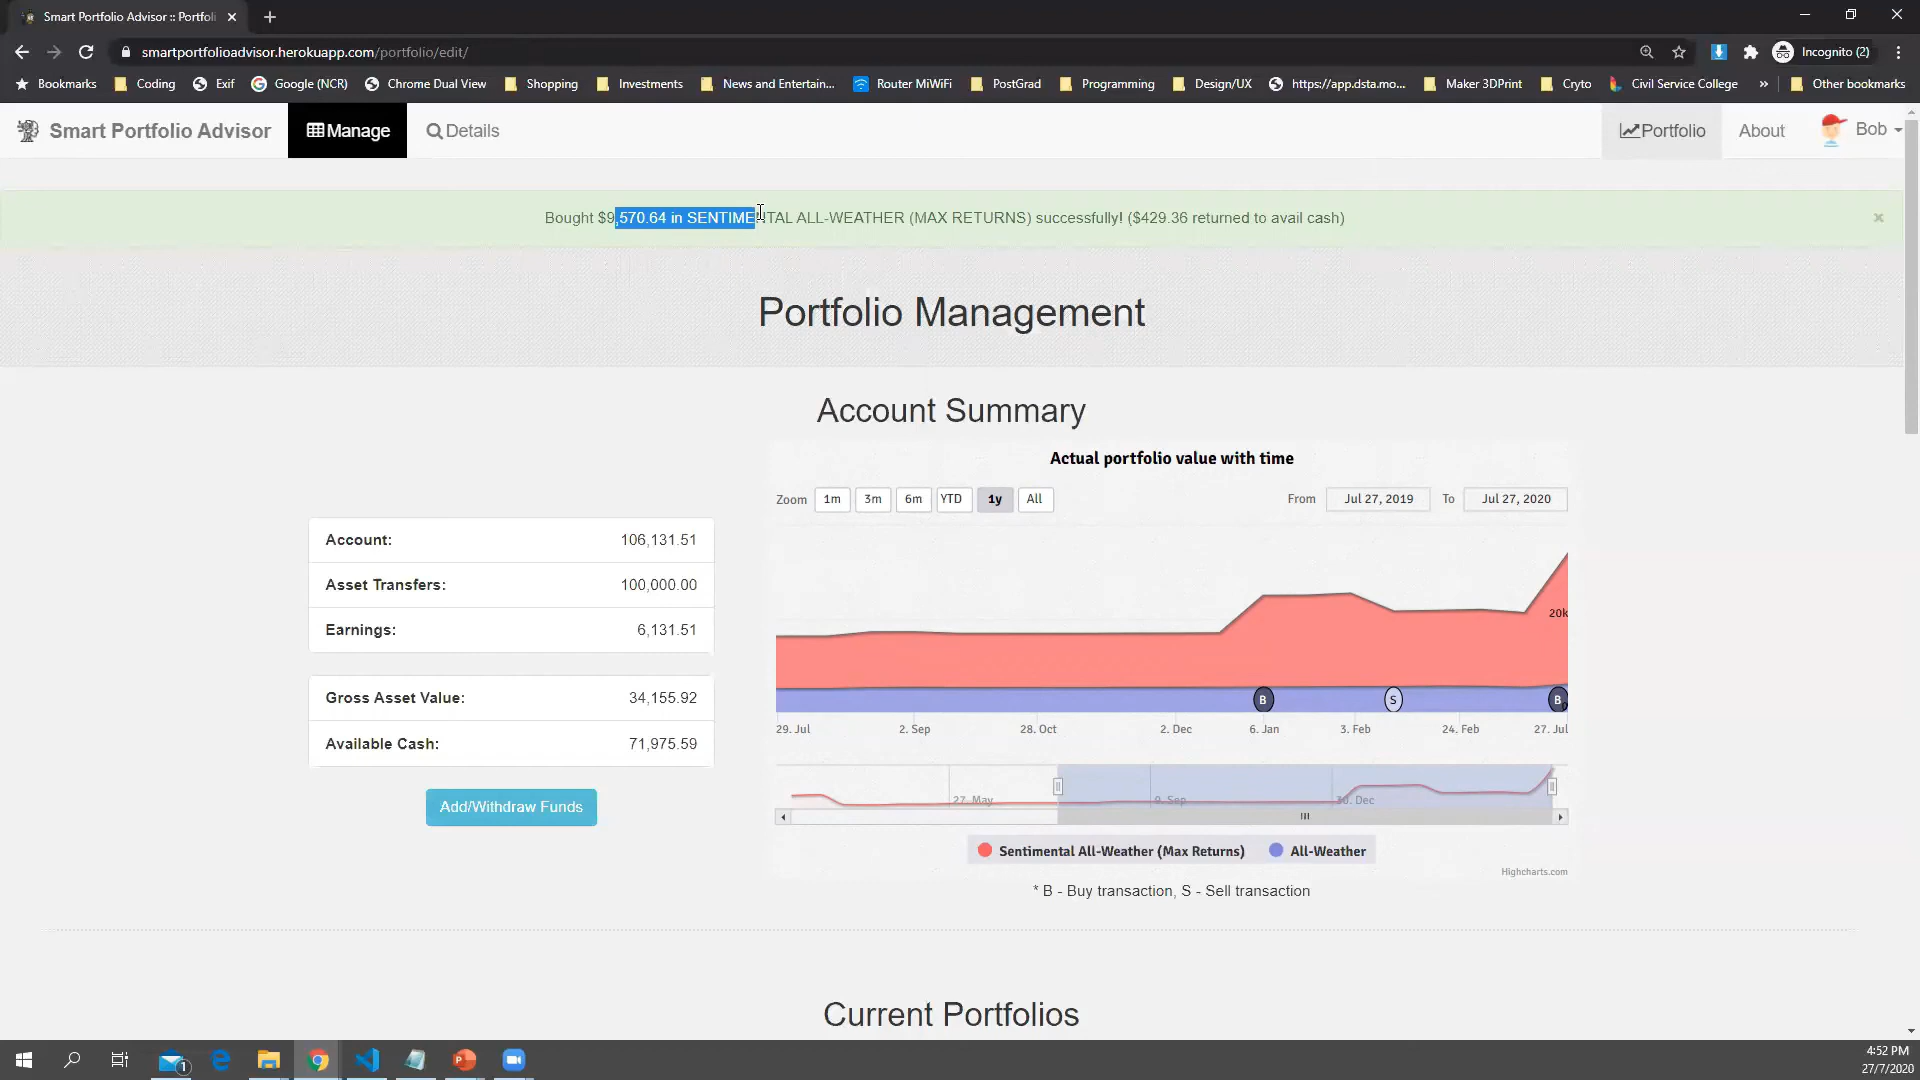 Smart Portfolio Advisor :: Portfoli
Incognito (2)
smartportfolioadvisor.herokuapp.com/portfolio/edit/
Bookmarks Coding Exif Google (NCR) Chrome Dual View Shopping Investments News and Entertain... Router MiWiFi PostGrad Programming Design/UX https://app.dsta.mo... Maker 3DPrint Cryto Civil Service College » Other bookmarks
Smart Portfolio Advisor Manage Details Portfolio About Bob
Bought $9,570.64 in SENTIMENTAL ALL-WEATHER (MAX RETURNS) successfully! ($429.36 returned to avail cash) ×
Portfolio Management
Account Summary
Actual portfolio value with time
Zoom 1m 3m 6m YTD 1y All From Jul 27, 2019 To Jul 27, 2020
Account: 106,131.51
Asset Transfers: 100,000.00
Earnings: 6,131.51
Gross Asset Value: 34,155.92
Available Cash: 71,975.59
Add/Withdraw Funds
20k
B S B
29. Jul 2. Sep 28. Oct 2. Dec 6. Jan 3. Feb 24. Feb 27. Jul
27. May 9. Sep 30. Dec
Sentimental All-Weather (Max Returns) All-Weather
Highcharts.com
* B - Buy transaction, S - Sell transaction
Current Portfolios
1
4:52 PM
27/7/2020